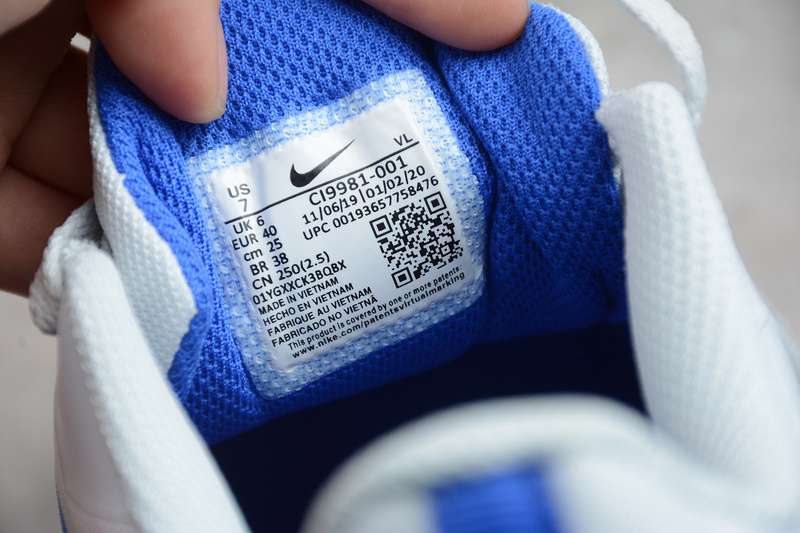 VL
US
7
CI9981-001
UK 6
11/06/19 | 01/02/20
EUR 40
UPC 00193657758476
cm 25
BR 38
CN 250(2.5)
01YGXXCK3BQBX
MADE IN VIETNAM
HECHO EN VIETNAM
FABRIQUE AU VIETNAM
FABRICADO NO VIETNÃ
This product is covered by one or more patents.
www.nike.com/patentsvirtualmarking